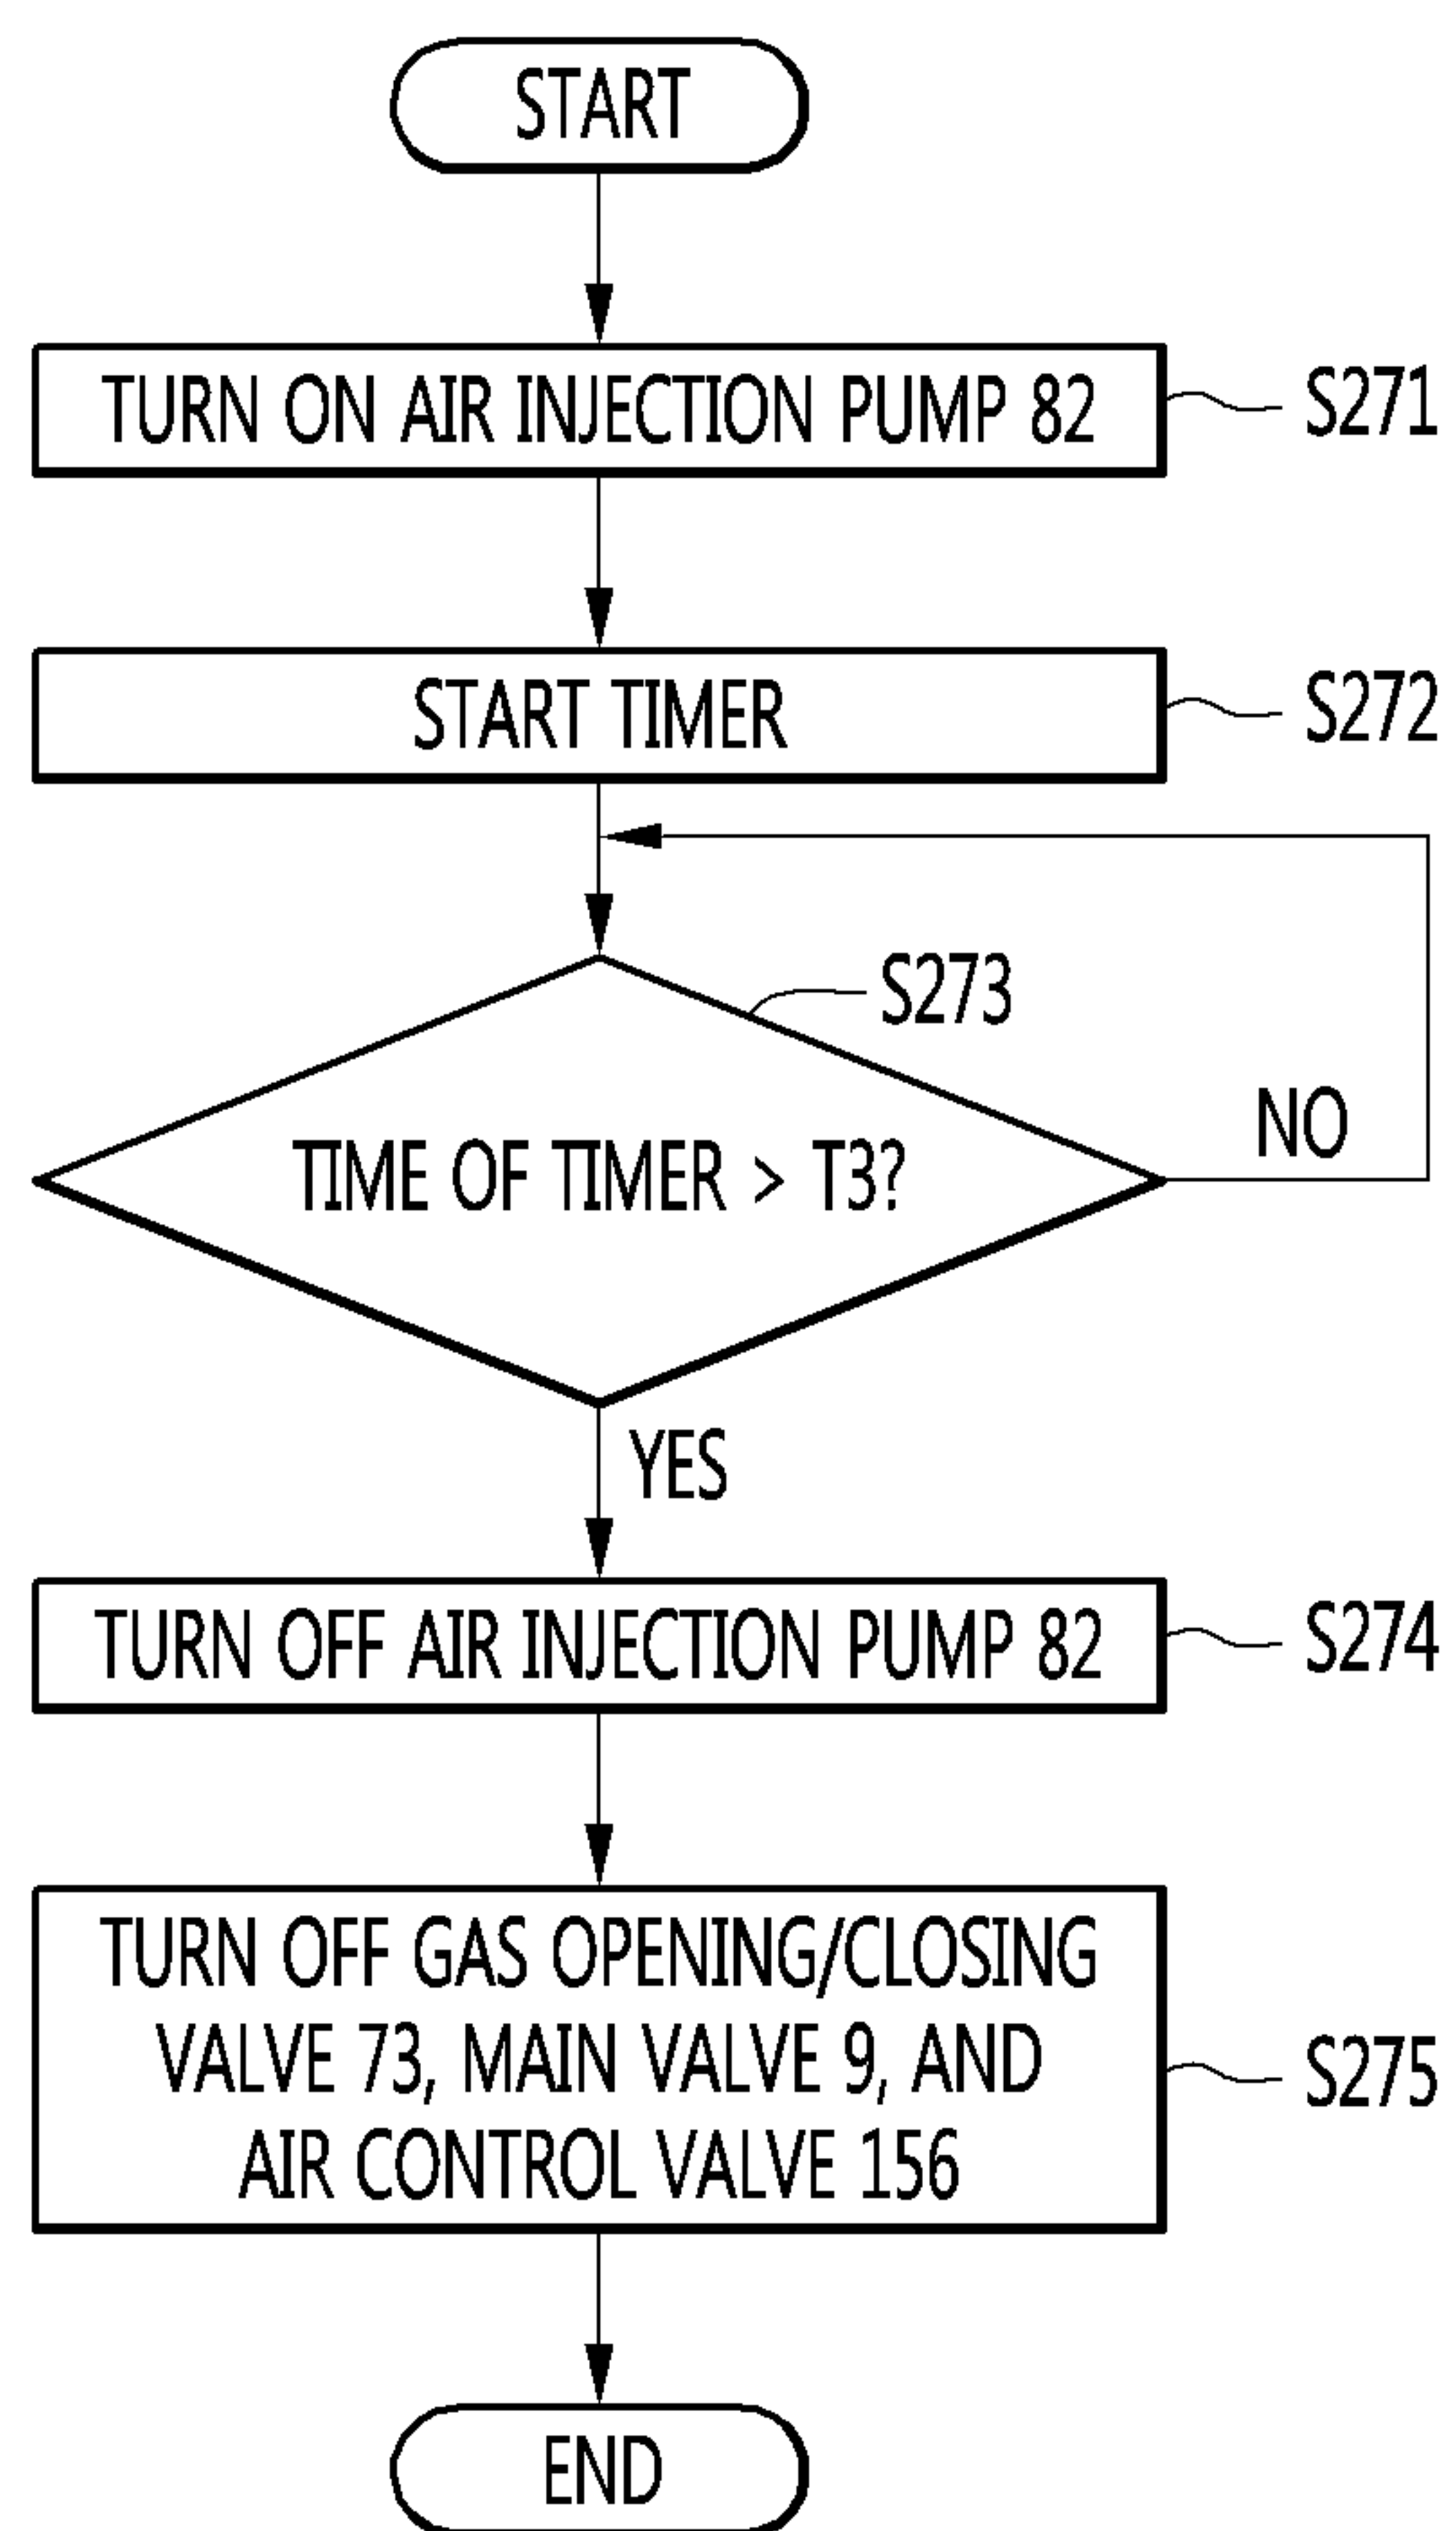 START
TURN ON AIR INJECTION PUMP 82
S271
START TIMER
S272
S273
TIME OF TIMER > T3?
NO
YES
TURN OFF AIR INJECTION PUMP 82
S274
TURN OFF GAS OPENING/CLOSING
VALVE 73, MAIN VALVE 9, AND
AIR CONTROL VALVE 156
S275
END